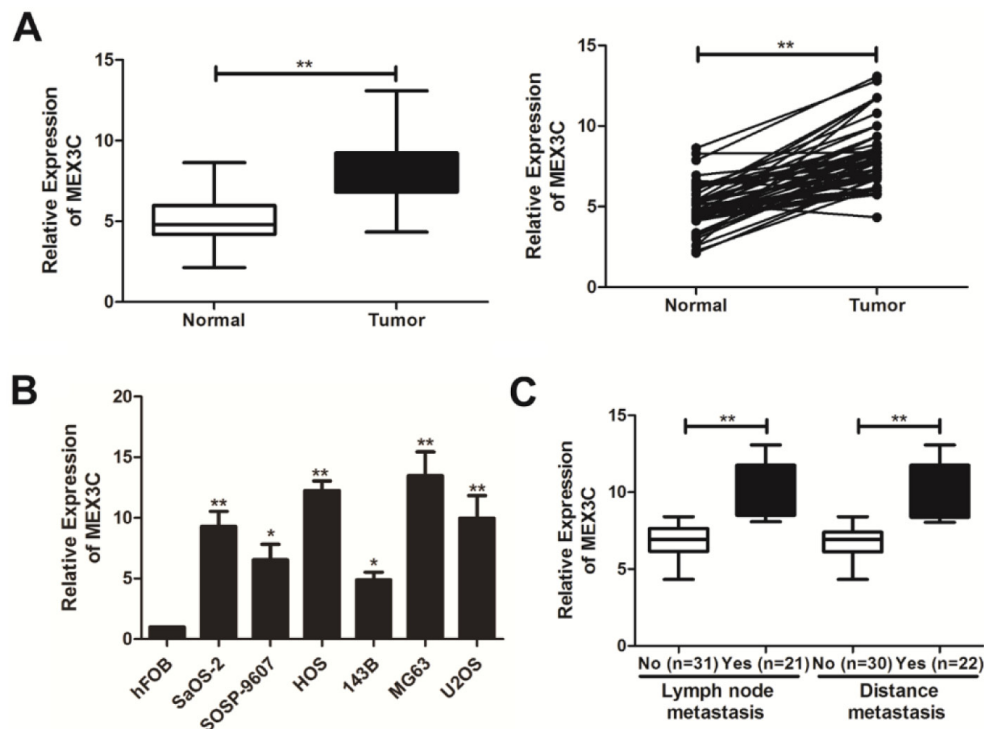 A
Relative Expression
of MEX3C
15
10
5
0
**
Normal
Tumor
Relative Expression
of MEX3C
15
10
5
0
**
Normal
Tumor
B
Relative Expression
of MEX3C
20
15
10
5
0
**
*
**
*
**
**
hFOB
SaOS-2
SOSP-9607
HOS
143B
MG63
U2OS
C
Relative Expression
of MEX3C
15
10
5
0
**
**
No (n=31) Yes (n=21) No (n=30) Yes (n=22)
Lymph node
metastasis
Distance
metastasis